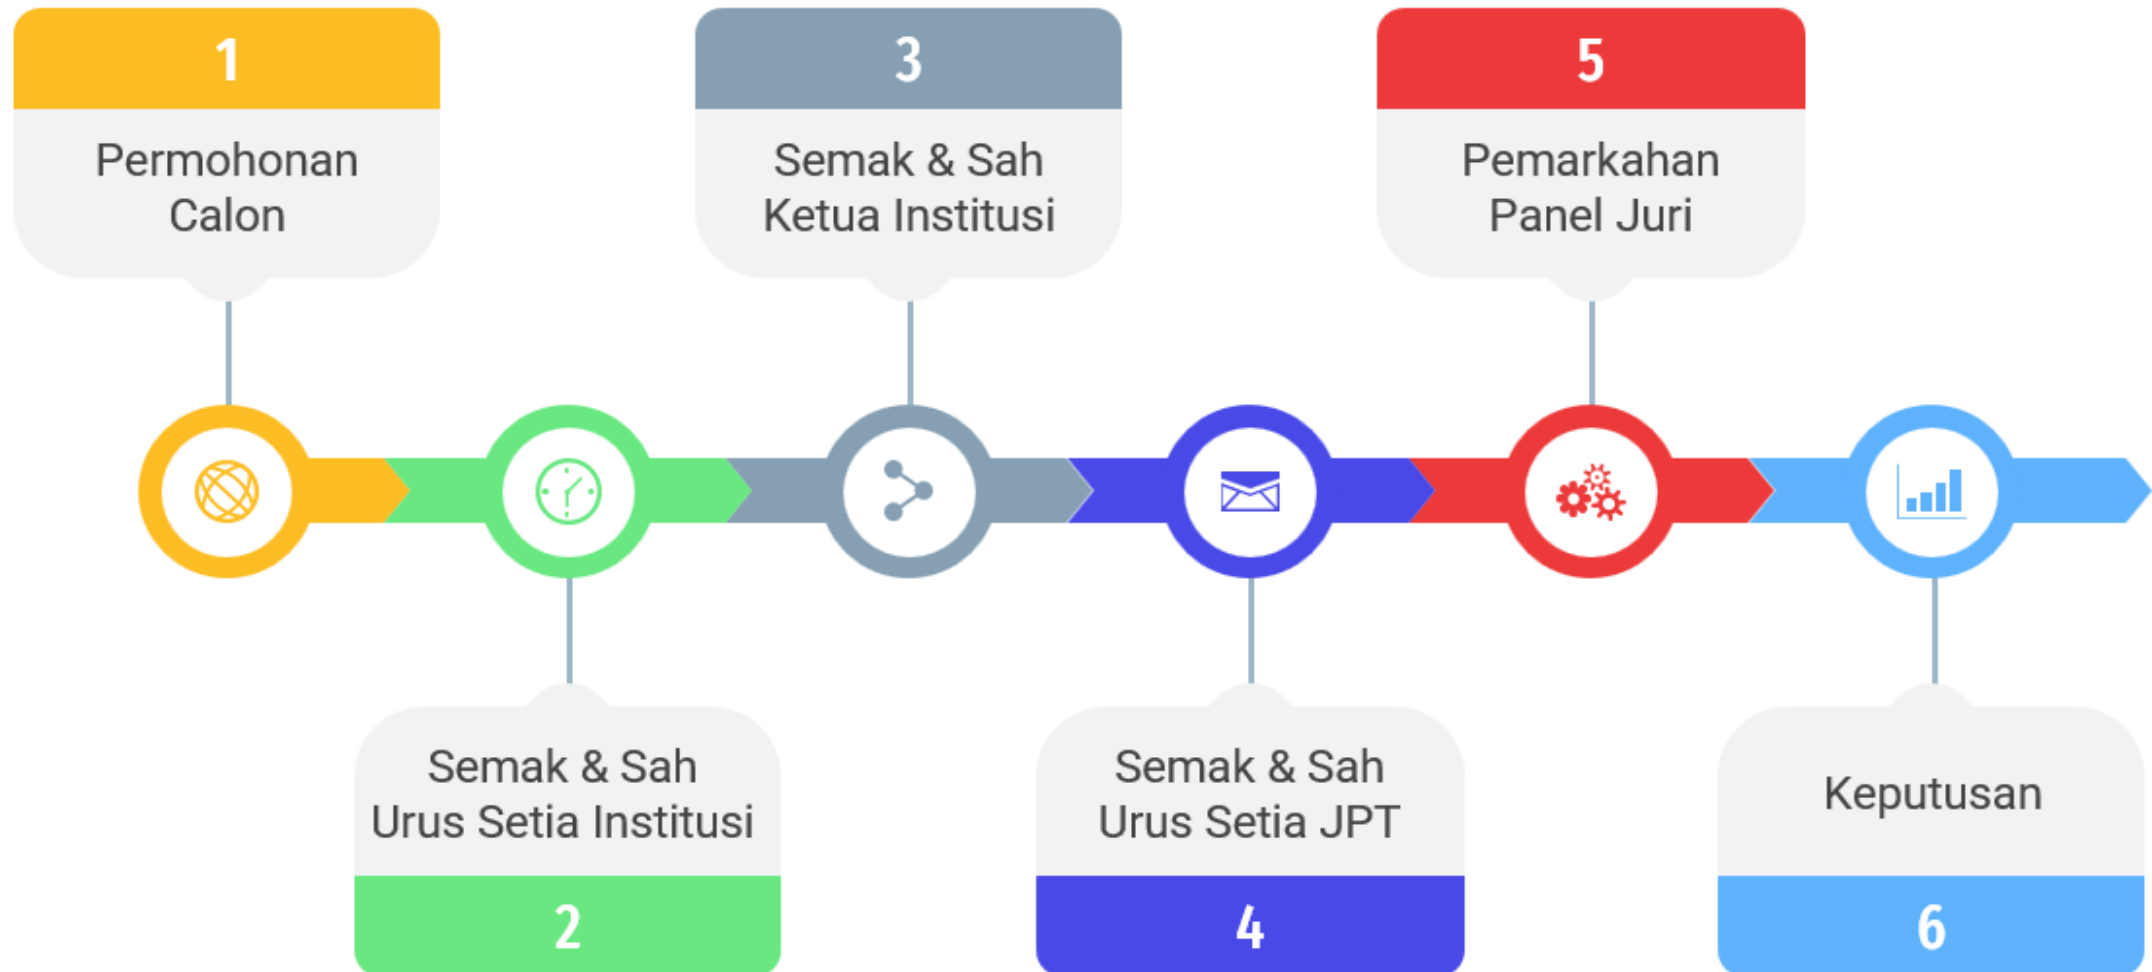 1
Permohonan
Calon
Semak & Sah
Urus Setia Institusi
2
3
Semak & Sah
Ketua Institusi
Semak & Sah
Urus Setia JPT
4
5
Pemarkahan
Panel Juri
Keputusan
6